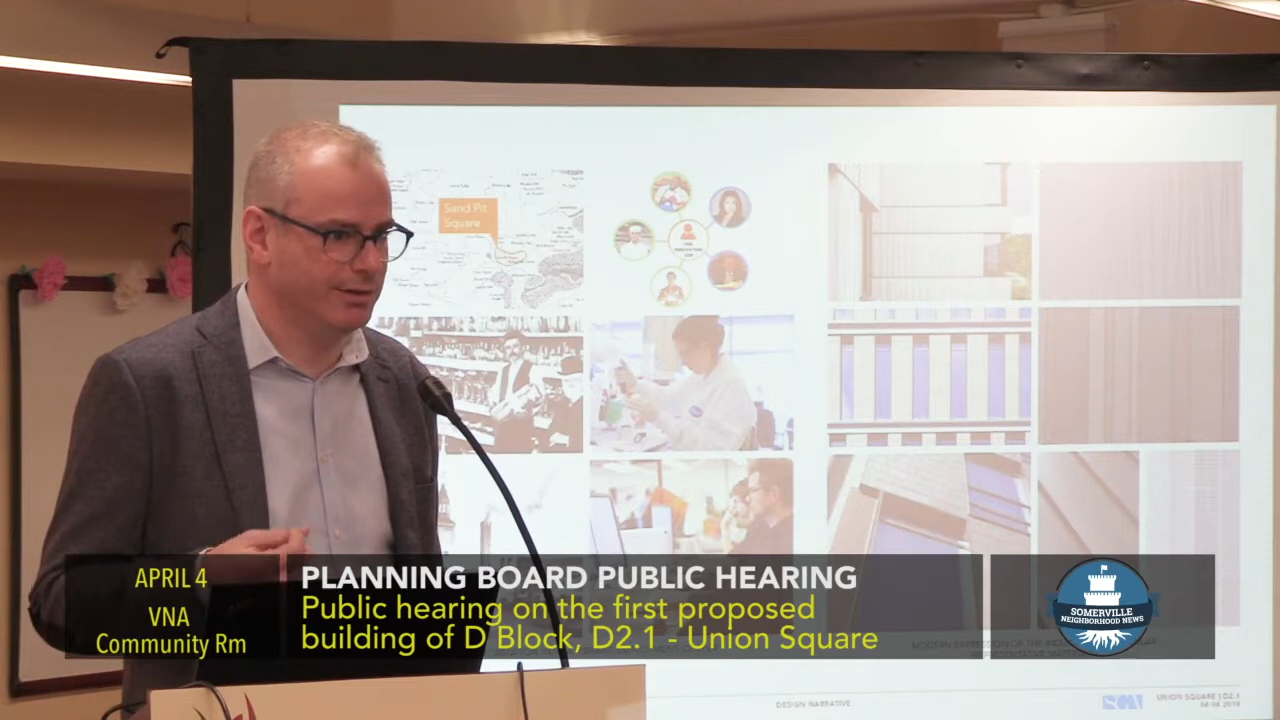 Sand Pit
Square
APRIL 4
VNA
Community Rm
PLANNING BOARD PUBLIC HEARING
Public hearing on the first proposed
building of D Block, D2.1 - Union Square
SOMERVILLE
NEIGHBORHOOD NEWS
DESIGN NARRATIVE
UNION SQUARE | D2.1